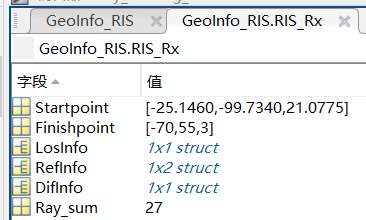 GeoInfo_RIS GeoInfo_RIS.RIS_Rx
GeoInfo_RIS.RIS_Rx
字段 值
Startpoint [-25.1460,-99.7340,21.0775]
Finishpoint [-70,55,3]
LosInfo 1x1 struct
RefInfo 1x2 struct
DifInfo 1x1 struct
Ray_sum 27